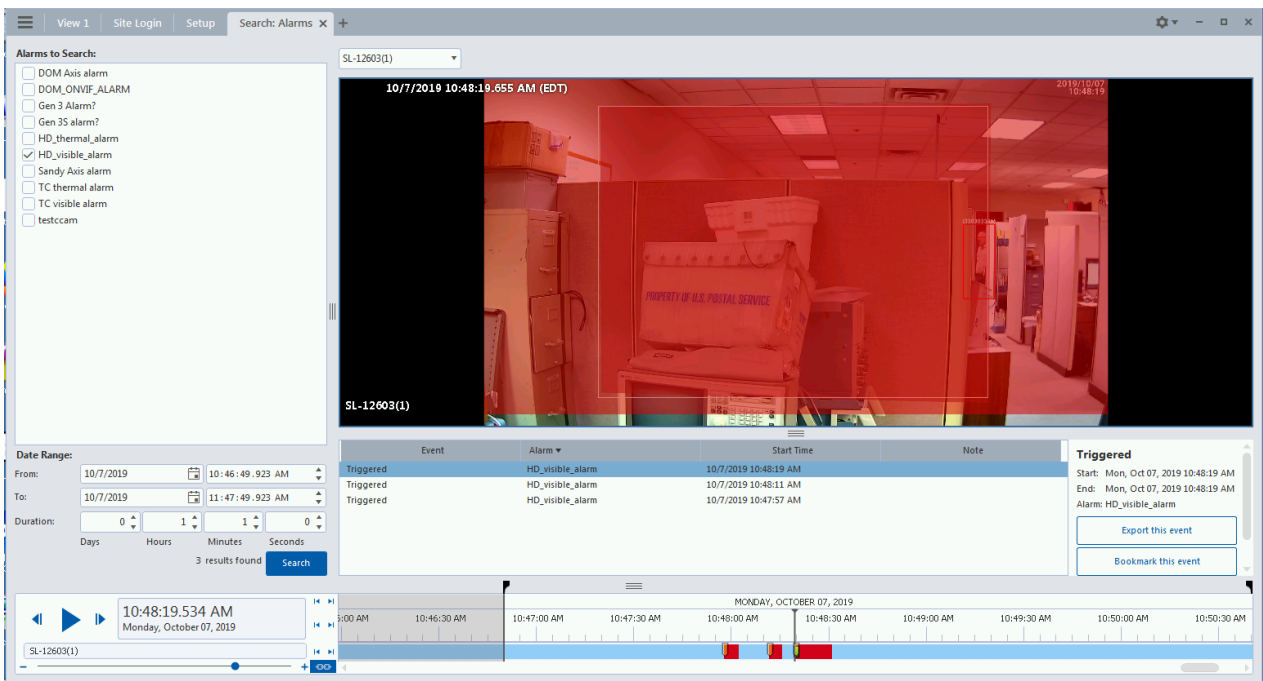 View 1 Site Login Setup Search: Alarms × +
Alarms to Search:
DOM Axis alarm
DOM_ONVIF_ALARM
Gen 3 Alarm?
Gen 3S alarm?
HD_thermal_alarm
HD_visible_alarm
Sandy Axis alarm
TC thermal alarm
TC visible alarm
testccam
SL-12603(1)
10/7/2019 10:48:19.655 AM (EDT)
2019/10/07
10:48:19
PROPERTY OF U.S. POSTAL SERVICE
SL-12603(1)
Date Range:
From: 10/7/2019 10:46:49.923 AM
To: 10/7/2019 11:47:49.923 AM
Duration: 0 1 1 0
Days Hours Minutes Seconds
3 results found Search
Event Alarm Start Time Note
Triggered HD_visible_alarm 10/7/2019 10:48:19 AM
Triggered HD_visible_alarm 10/7/2019 10:48:11 AM
Triggered HD_visible_alarm 10/7/2019 10:47:57 AM
Triggered
Start: Mon, Oct 07, 2019 10:48:19 AM
End: Mon, Oct 07, 2019 10:48:19 AM
Alarm: HD_visible_alarm
Export this event
Bookmark this event
10:48:19.534 AM
Monday, October 07, 2019
MONDAY, OCTOBER 07, 2019
5:00 AM 10:46:30 AM 10:47:00 AM 10:47:30 AM 10:48:00 AM 10:48:30 AM 10:49:00 AM 10:49:30 AM 10:50:00 AM 10:50:30 AM
SL-12603(1)
− +